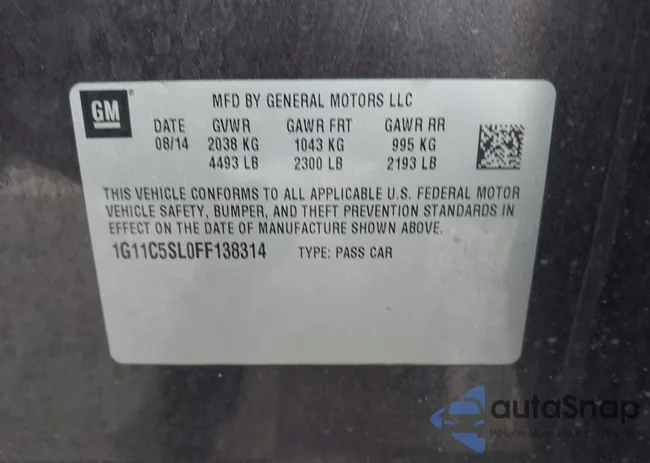 GM
MFD BY GENERAL MOTORS LLC
DATE GVWR GAWR FRT GAWR RR
08/14 2038 KG 1043 KG 995 KG
4493 LB 2300 LB 2193 LB
THIS VEHICLE CONFORMS TO ALL APPLICABLE U.S. FEDERAL MOTOR
VEHICLE SAFETY, BUMPER, AND THEFT PREVENTION STANDARDS IN
EFFECT ON THE DATE OF MANUFACTURE SHOWN ABOVE.
1G11C5SL0FF138314 TYPE: PASS CAR
autaSnap